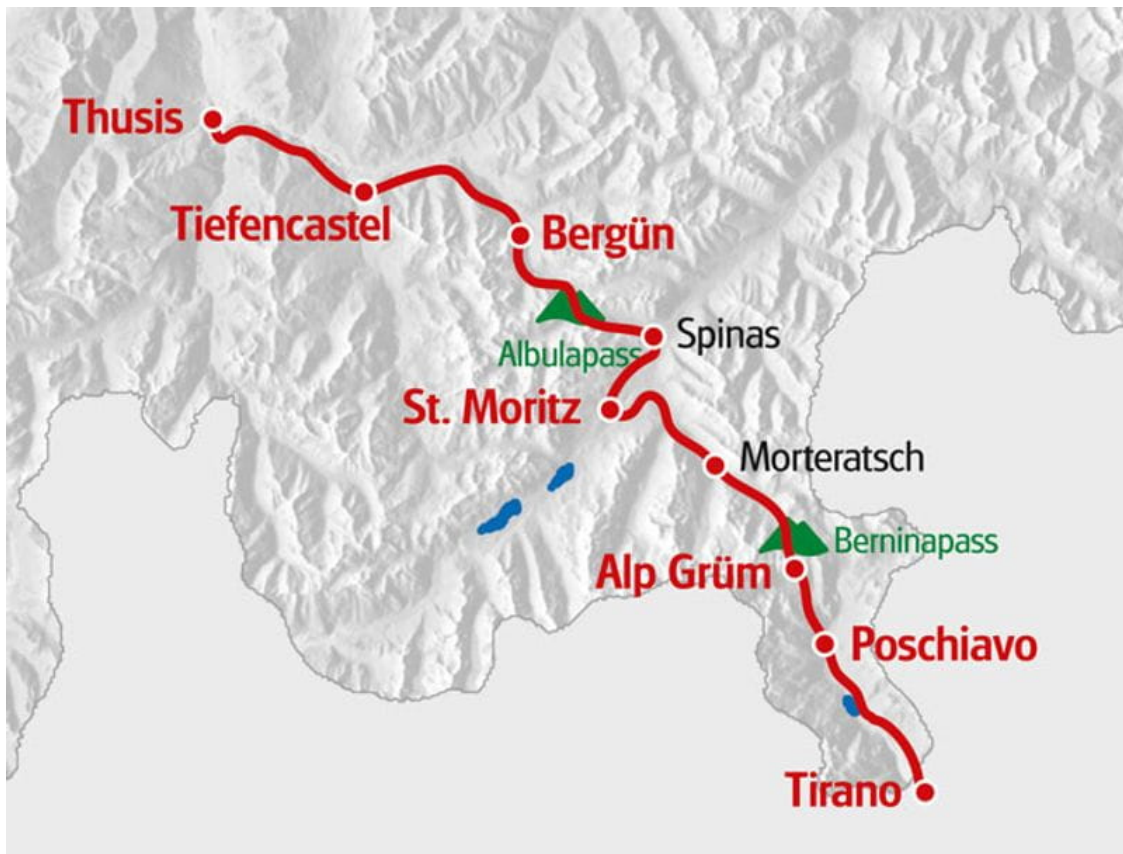 Thusis
Tiefencastel
Bergün
Spinas
Albulapass
St. Moritz
Morteratsch
Berninapass
Alp Grüm
Poschiavo
Tirano